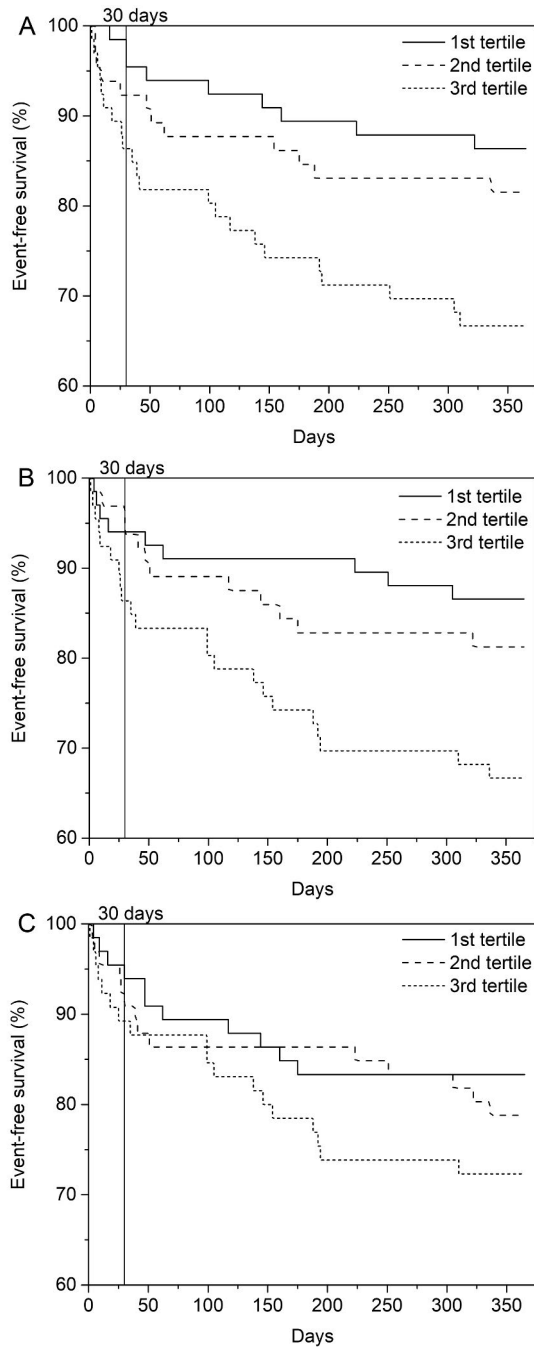 A
30 Days
100
1st tertile
2nd tertile
3rd tertile
90
80
70
60
Event-free survival (%)
0 50 100 150 200 250 300 350
Days
B
30 days
100
1st tertile
2nd tertile
3rd tertile
90
80
70
60
Event-free survival (%)
0 50 100 150 200 250 300 350
Days
C
30 days
100
1st tertile
2nd tertile
3rd tertile
90
80
70
60
Event-free survival (%)
0 50 100 150 200 250 300 350
Days